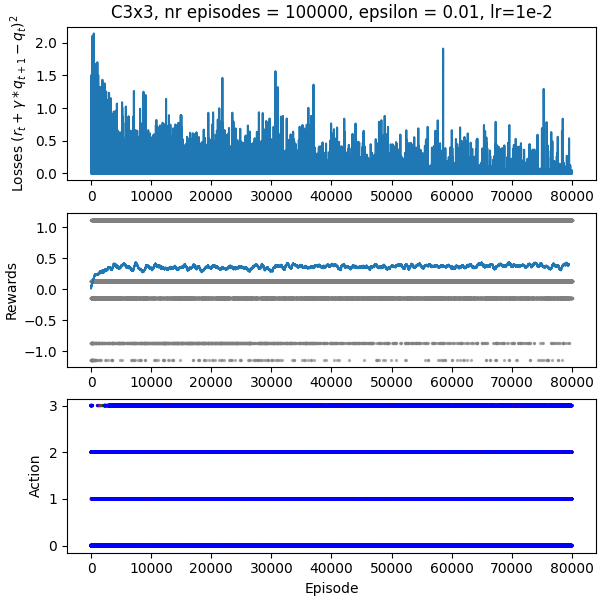 C3x3, nr episodes = 100000, epsilon = 0.01, lr=1e-2
Losses $(r_t + \gamma * q_{t+1} - q_t)^2$
2.0
1.5
1.0
0.5
0.0
0 10000 20000 30000 40000 50000 60000 70000 80000
Rewards
1.0
0.5
0.0
−0.5
−1.0
0 10000 20000 30000 40000 50000 60000 70000 80000
Action
3
2
1
0
0 10000 20000 30000 40000 50000 60000 70000 80000
Episode